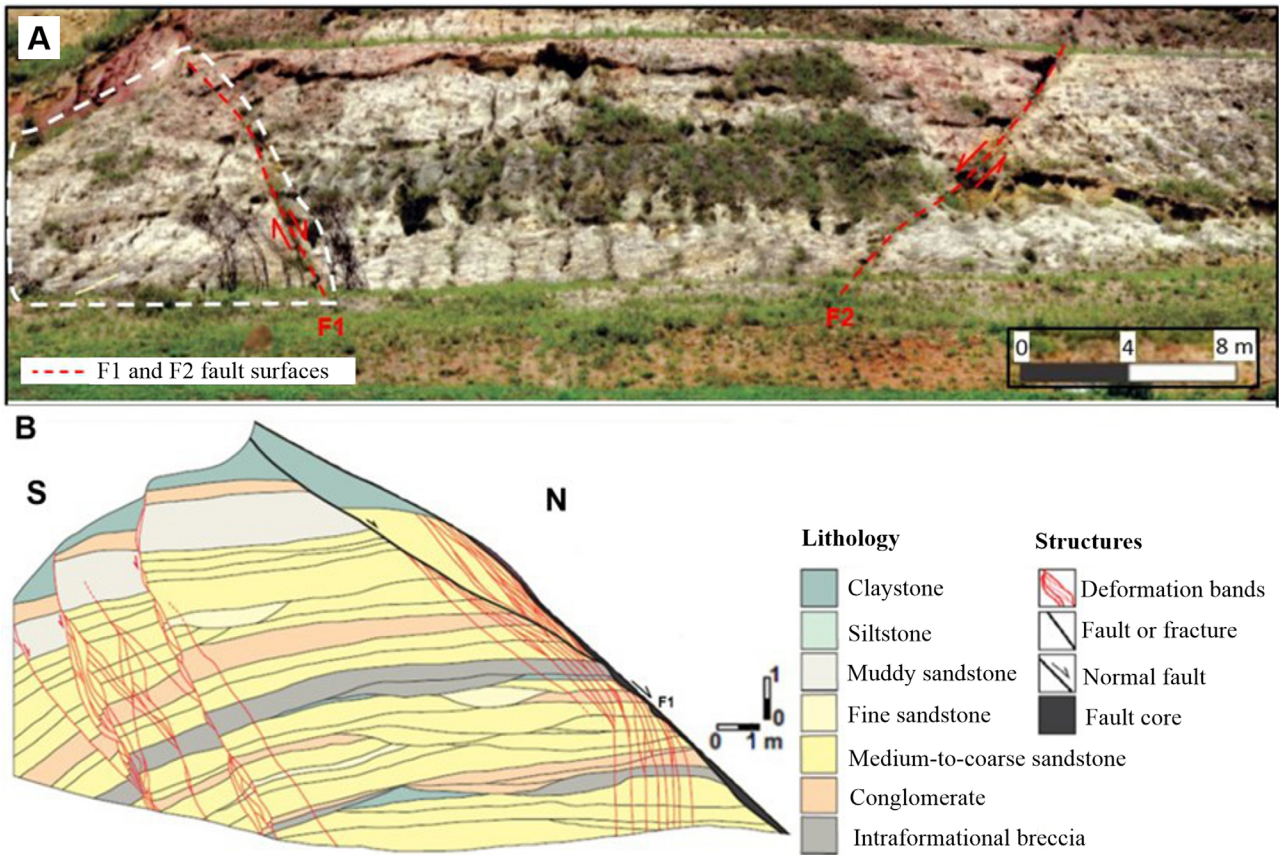 A
F1
F2
0 4 8 m
F1 and F2 fault surfaces
B
S
N
F1
1
0
0 1 m
Lithology
Claystone
Siltstone
Muddy sandstone
Fine sandstone
Medium-to-coarse sandstone
Conglomerate
Intraformational breccia
Structures
Deformation bands
Fault or fracture
Normal fault
Fault core